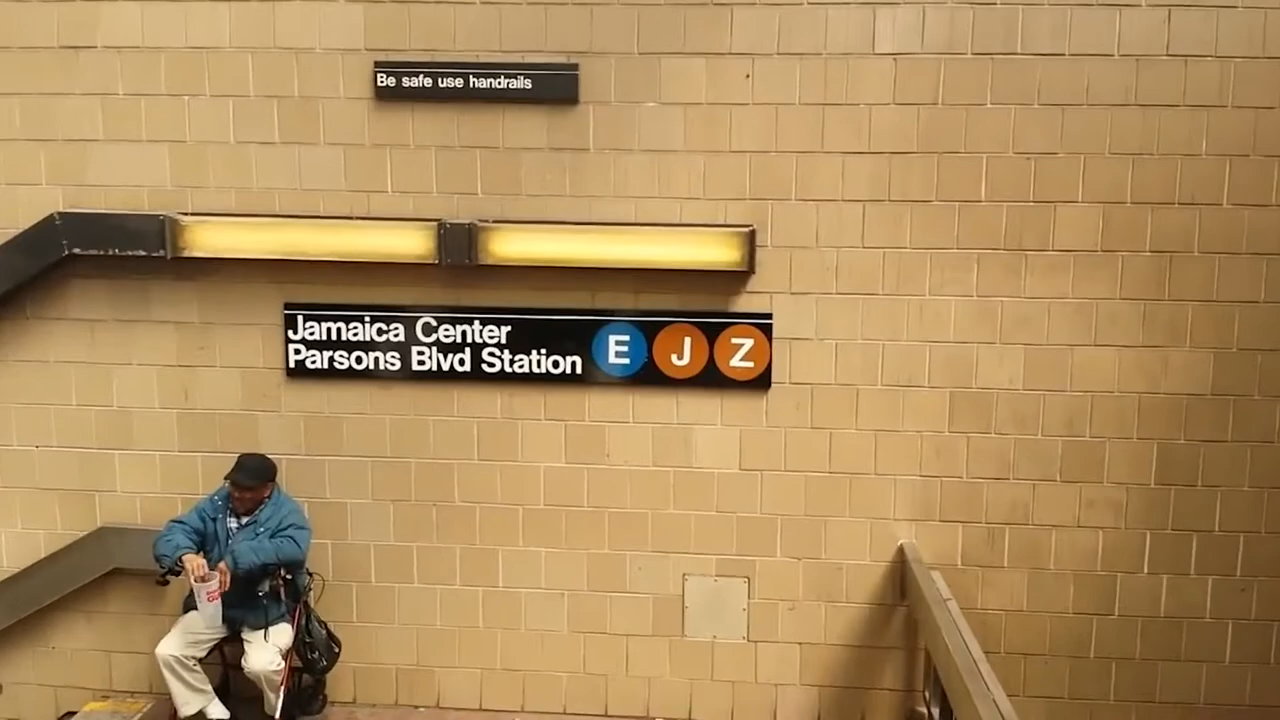 Be safe use handrails
Jamaica Center
Parsons Blvd Station
E J Z